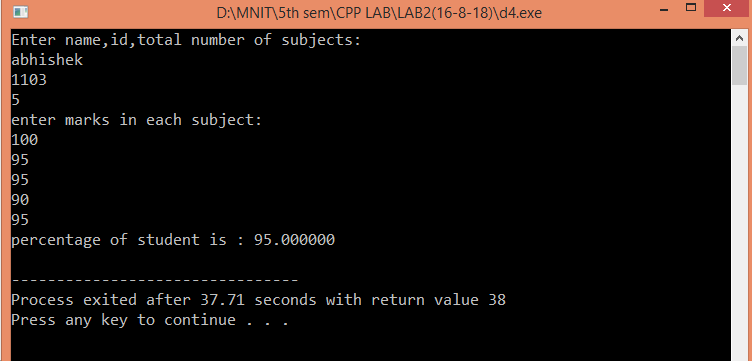 D:\MNIT\5th sem\CPP LAB\LAB2(16-8-18)\d4.exe
Enter name,id,total number of subjects:
abhishek
1103
5
enter marks in each subject:
100
95
95
90
95
percentage of student is : 95.000000
--------------------------------
Process exited after 37.71 seconds with return value 38
Press any key to continue . . .